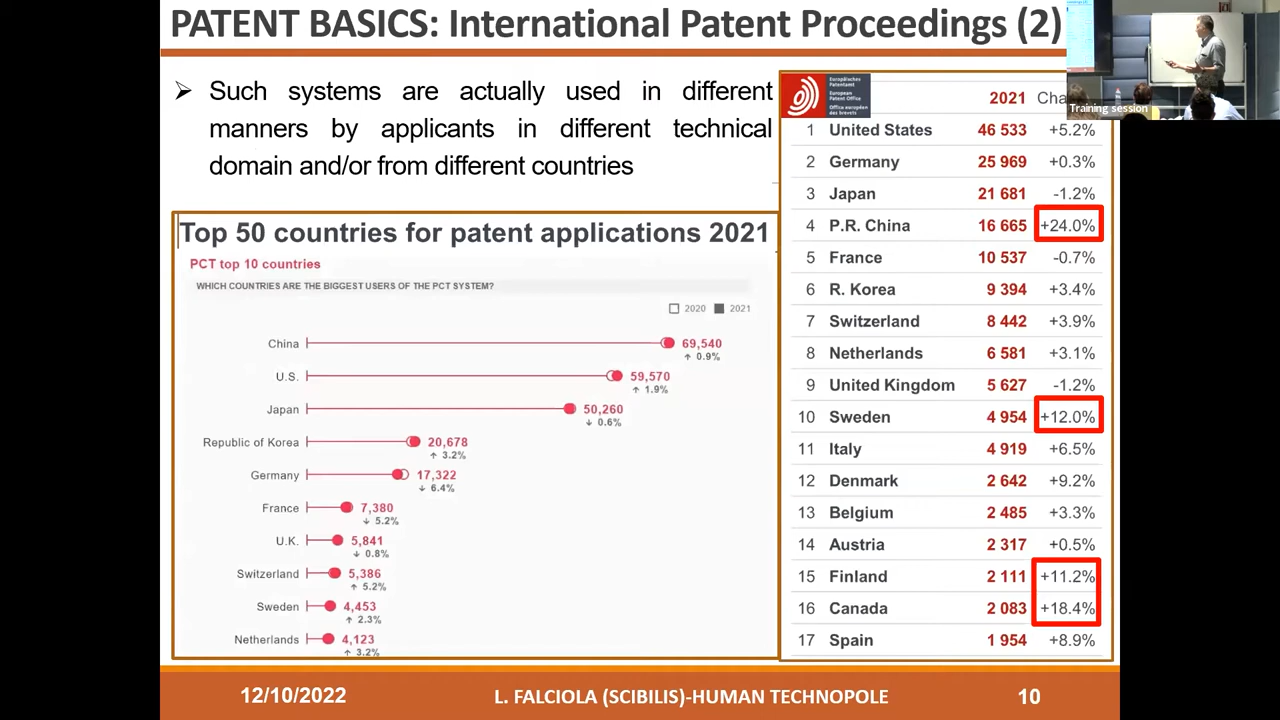 PATENT BASICS: International Patent Proceedings (2)
Training session
➢ Such systems are actually used in different
manners by applicants in different technical
domain and/or from different countries
Top 50 countries for patent applications 2021
PCT top 10 countries
WHICH COUNTRIES ARE THE BIGGEST USERS OF THE PCT SYSTEM?
2020 2021
China 69,540
↑ 0.9%
U.S. 59,570
↑ 1.9%
Japan 50,260
↓ 0.6%
Republic of Korea 20,678
↑ 3.2%
Germany 17,322
↓ 6.4%
France 7,380
↓ 5.2%
U.K. 5,841
↓ 0.8%
Switzerland 5,386
↑ 5.2%
Sweden 4,453
↑ 2.3%
Netherlands 4,123
↑ 3.2%
Europäisches
Patentamt
European
Patent Office
Office européen
des brevets
2021
1 United States 46 533 +5.2%
2 Germany 25 969 +0.3%
3 Japan 21 681 -1.2%
4 P.R. China 16 665 +24.0%
5 France 10 537 -0.7%
6 R. Korea 9 394 +3.4%
7 Switzerland 8 442 +3.9%
8 Netherlands 6 581 +3.1%
9 United Kingdom 5 627 -1.2%
10 Sweden 4 954 +12.0%
11 Italy 4 919 +6.5%
12 Denmark 2 642 +9.2%
13 Belgium 2 485 +3.3%
14 Austria 2 317 +0.5%
15 Finland 2 111 +11.2%
16 Canada 2 083 +18.4%
17 Spain 1 954 +8.9%
12/10/2022 L. FALCIOLA (SCIBILIS)-HUMAN TECHNOPOLE 10